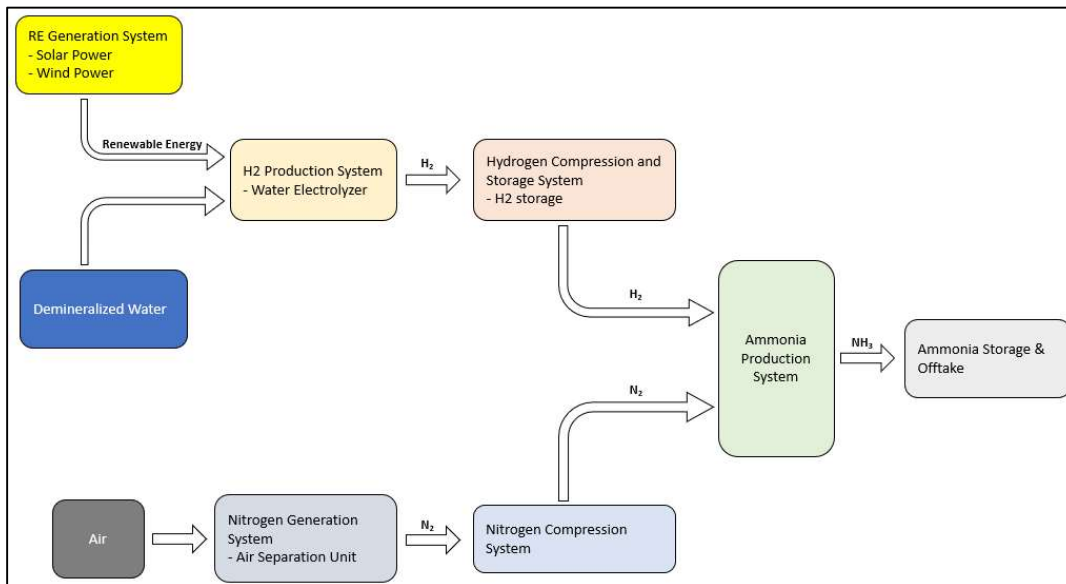 RE Generation System
- Solar Power
- Wind Power
Renewable Energy
H2 Production System
- Water Electrolyzer
H₂
Hydrogen Compression and
Storage System
- H2 storage
Demineralized Water
H₂
Ammonia
Production
System
NH₃
Ammonia Storage &
Offtake
N₂
Air
Nitrogen Generation
System
- Air Separation Unit
N₂
Nitrogen Compression
System